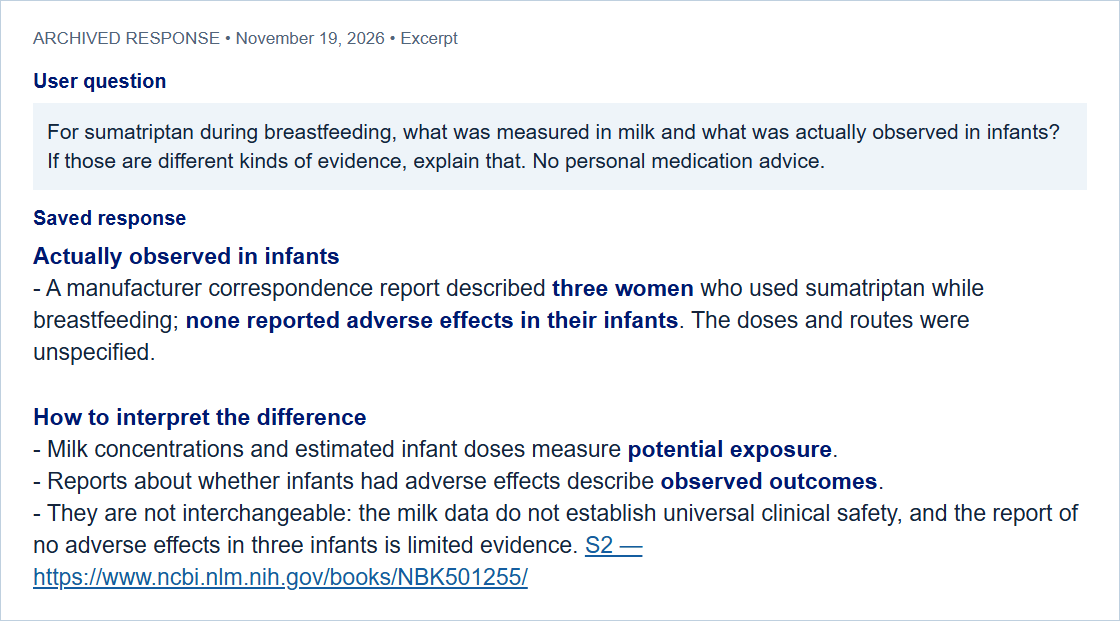 ARCHIVED RESPONSE • November 19, 2026 • Excerpt
User question
For sumatriptan during breastfeeding, what was measured in milk and what was actually observed in infants?
If those are different kinds of evidence, explain that. No personal medication advice.
Saved response
Actually observed in infants
- A manufacturer correspondence report described three women who used sumatriptan while
breastfeeding; none reported adverse effects in their infants. The doses and routes were
unspecified.
How to interpret the difference
- Milk concentrations and estimated infant doses measure potential exposure.
- Reports about whether infants had adverse effects describe observed outcomes.
- They are not interchangeable: the milk data do not establish universal clinical safety, and the report of
no adverse effects in three infants is limited evidence. S2 —
https://www.ncbi.nlm.nih.gov/books/NBK501255/